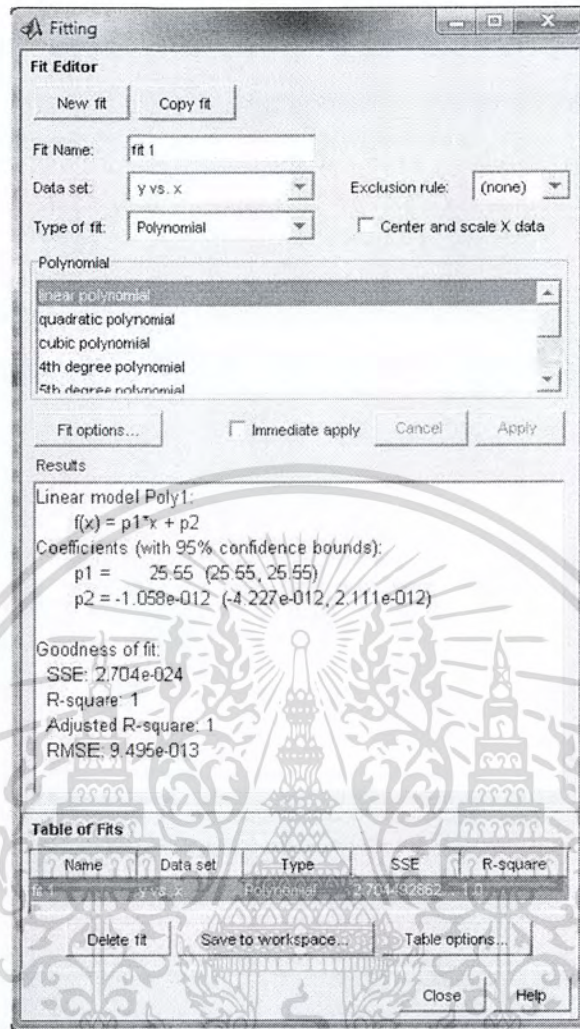 Fitting
Fit Editor
New fit Copy fit
Fit Name: fit 1
Data set: y vs. x Exclusion rule: (none)
Type of fit: Polynomial Center and scale X data
Polynomial
linear polynomial
quadratic polynomial
cubic polynomial
4th degree polynomial
5th degree polynomial
Fit options... Immediate apply Cancel Apply
Results
Linear model Poly1:
f(x) = p1*x + p2
Coefficients (with 95% confidence bounds):
p1 = 25.55 (25.55, 25.55)
p2 = -1.058e-012 (-4.227e-012, 2.111e-012)
Goodness of fit:
SSE: 2.704e-024
R-square: 1
Adjusted R-square: 1
RMSE: 9.495e-013
Table of Fits
Name Data set Type SSE R-square
fit 1 y vs. x Polynomial 2.704492862... 1.0
Delete fit Save to workspace... Table options...
Close Help